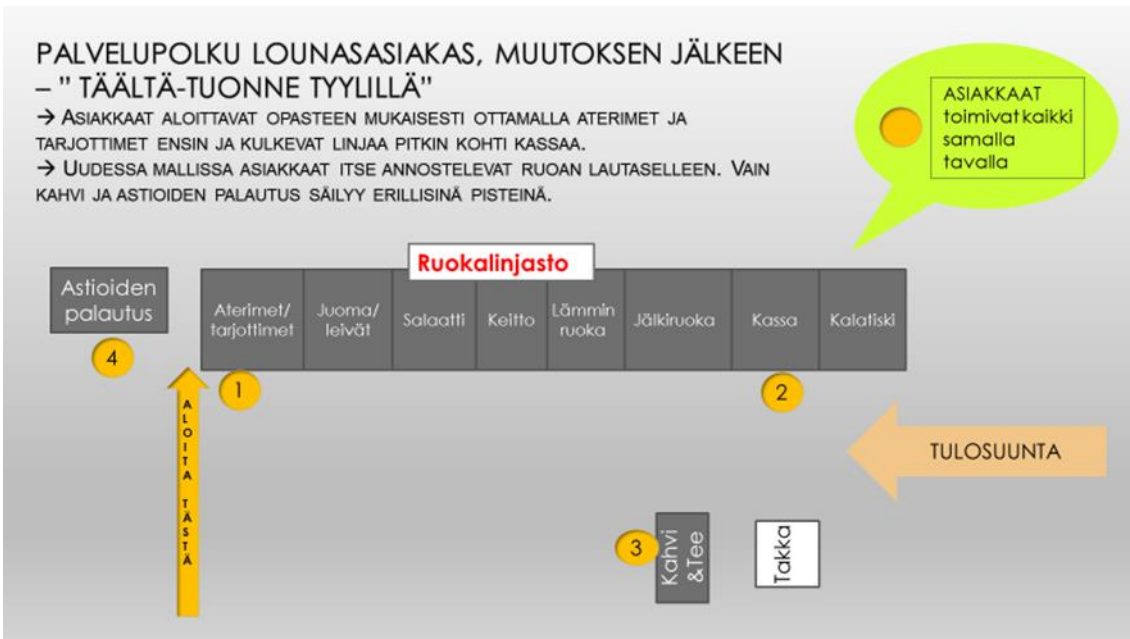 PALVELUPOLKU LOUNASASIAKAS, MUUTOKSEN JÄLKEEN
– ” TÄÄLTÄ-TUONNE TYYLILLÄ”
→ ASIAKKAAT ALOITTAVAT OPASTEEN MUKAISESTI OTTAMALLA ATERIMET JA
TARJOTTIMET ENSIN JA KULKEVAT LINJAA PITKIN KOHTI KASSAA.
→ UUDESSA MALLISSA ASIAKKAAT ITSE ANNOSTELEVAT RUOAN LAUTASELLEEN. VAIN
KAHVI JA ASTIOIDEN PALAUTUS SÄILYY ERILLISINÄ PISTEINÄ.
ASIAKKAAT
toimivat kaikki
samalla
tavalla
Ruokalinjasto
Astioiden
palautus
Aterimet/
tarjottimet
Juoma/
leivät
Salaatti
Keitto
Lämmin
ruoka
Jälkiruoka
Kassa
Kalatiski
4
1
2
ALOITA TÄSTÄ
TULOSUUNTA
3
Kahvi
&Tee
Takka